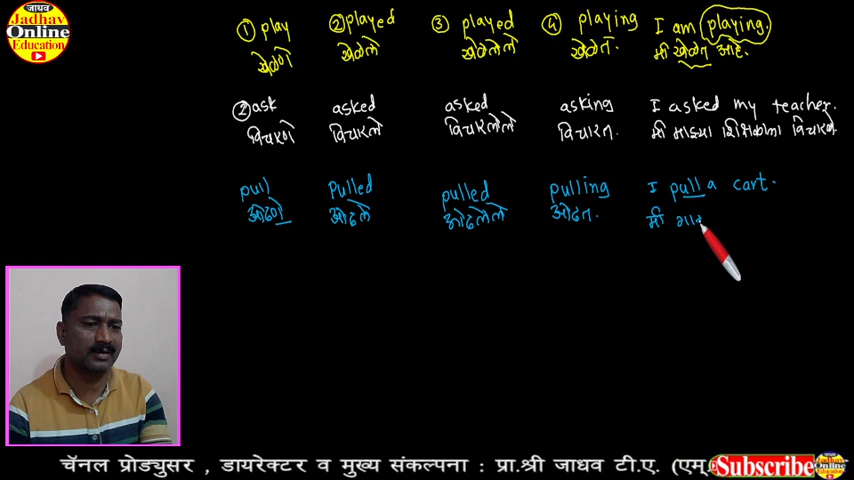 जाधव
Jadhav
Online
Education
① play ② played ③ played ④ playing I am playing.
खेळणे खेळले खेळलेले खेळत. मी खेळत आहे.
② ask asked asked asking I asked my teacher.
विचारणे विचारले विचारलेले विचारत. मी माझ्या शिक्षकांना विचारले
pull Pulled pulled pulling I pull a cart.
ओढणे ओढले ओढलेले ओढत. मी
चॅनल प्रोड्युसर , डायरेक्टर व मुख्य संकल्पना : प्रा.श्री जाधव टी.ए. (एम.
Subscribe